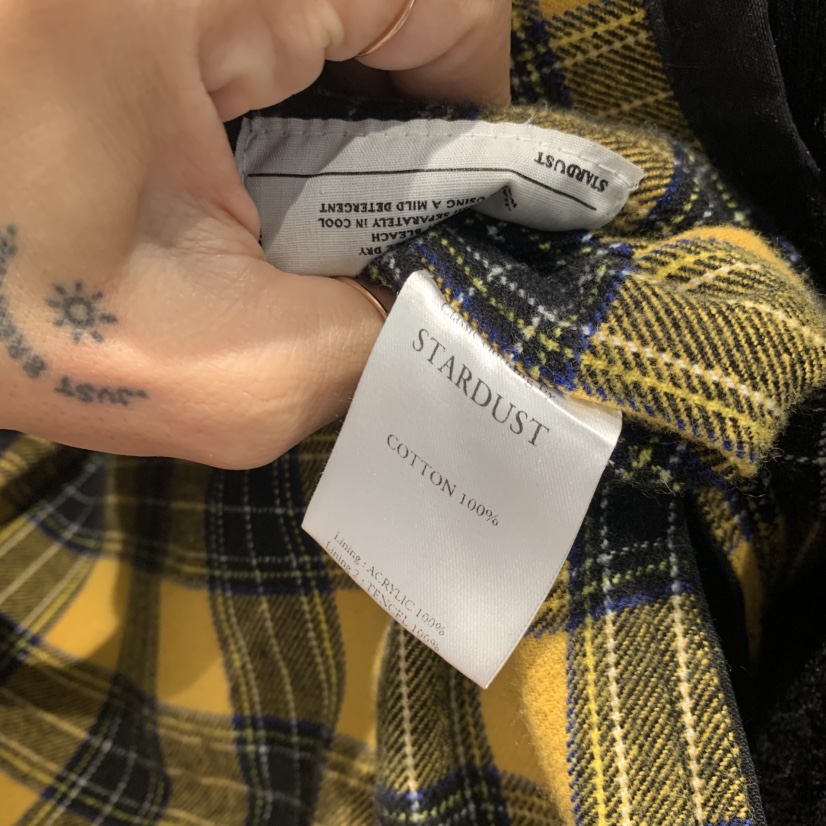 STARDUST
USING A MILD DETERGENT
SEPARATELY IN COOL
BLEACH
DRY
STARDUST
COTTON 100%
Lining : ACRYLIC 100%
Lining 2 : TENCEL 100%
JUST